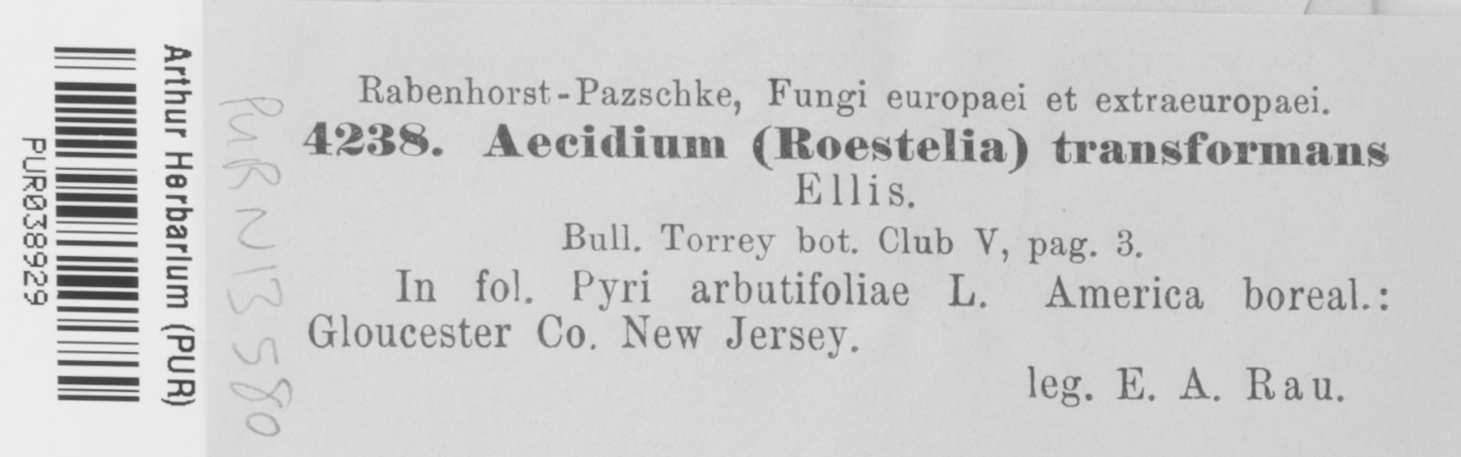 Rabenhorst-Pazschke, Fungi europaei et extraeuropaei.
4238. Aecidium (Roestelia) transformans
Ellis.
Bull. Torrey bot. Club V, pag. 3.
In fol. Pyri arbutifoliae L. America boreal.:
Gloucester Co. New Jersey.
leg. E. A. Rau.
Arthur Herbarium (PUR)
PUR038929
PUR N13580